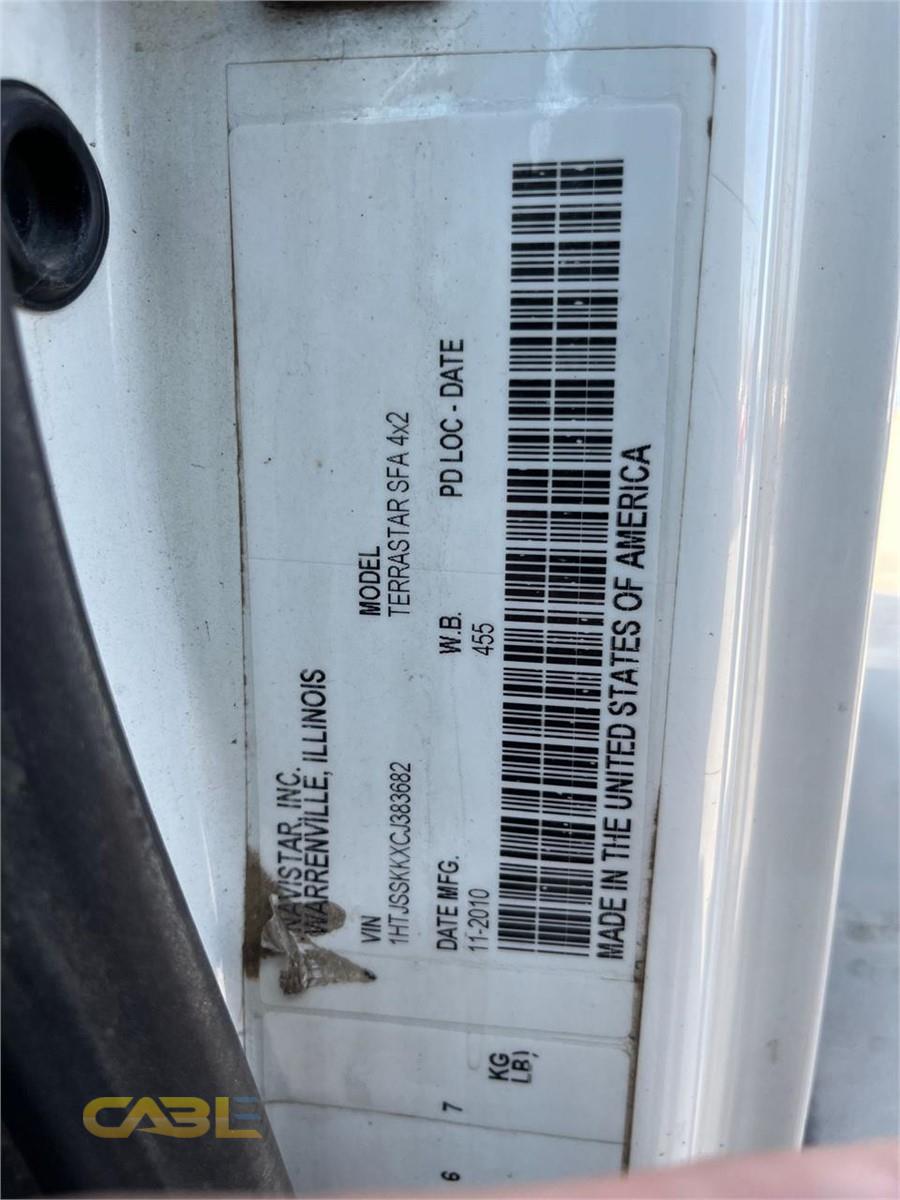 NAVISTAR, INC.
WARRENVILLE, ILLINOIS
VIN
1HTJSSKKXCJ383682
MODEL
TERRASTAR SFA 4x2
DATE MFG.
11-2010
W.B.
455
PD LOC - DATE
MADE IN THE UNITED STATES OF AMERICA
6 7
KG
LB
CABLE